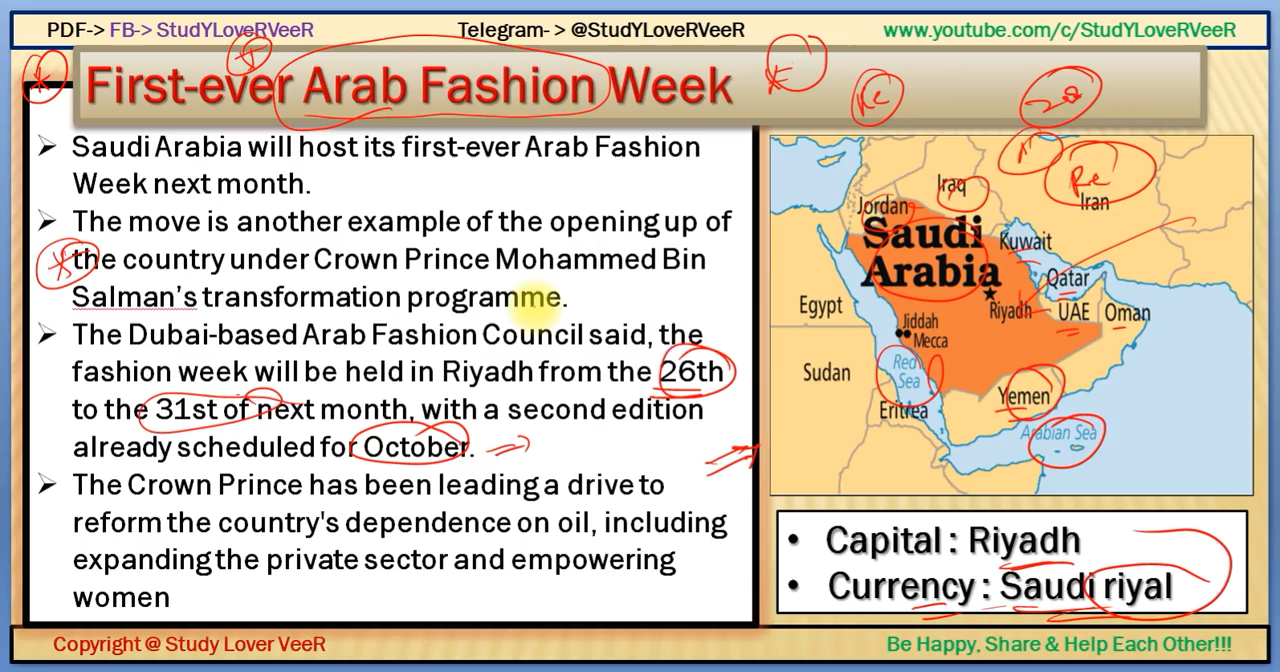 PDF-> FB-> StudYLoveRVeeR
Telegram- > @StudYLoveRVeeR
www.youtube.com/c/StudYLoveRVeeR
First-ever Arab Fashion Week
➢ Saudi Arabia will host its first-ever Arab Fashion
Week next month.
➢ The move is another example of the opening up of
the country under Crown Prince Mohammed Bin
Salman's transformation programme.
➢ The Dubai-based Arab Fashion Council said, the
fashion week will be held in Riyadh from the 26th
to the 31st of next month, with a second edition
already scheduled for October.
➢ The Crown Prince has been leading a drive to
reform the country's dependence on oil, including
expanding the private sector and empowering
women
Iraq
Jordan
Iran
Saudi
Arabia
Kuwait
Qatar
Egypt
Riyadh
UAE
Oman
Jiddah
Mecca
Red
Sea
Sudan
Yemen
Eritrea
Arabian Sea
• Capital : Riyadh
• Currency : Saudi riyal
Copyright @ Study Lover VeeR
Be Happy, Share & Help Each Other!!!